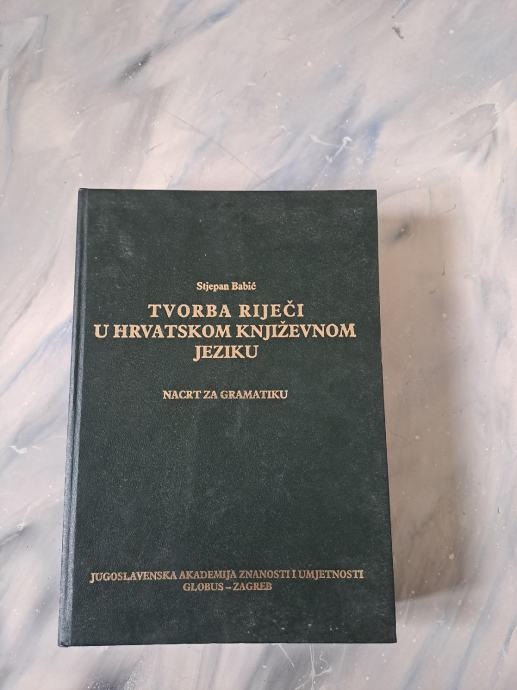 Stjepan Babić
TVORBA RIJEČI
U HRVATSKOM KNJIŽEVNOM
JEZIKU
NACRT ZA GRAMATIKU
JUGOSLAVENSKA AKADEMIJA ZNANOSTI I UMJETNOSTI
GLOBUS – ZAGREB